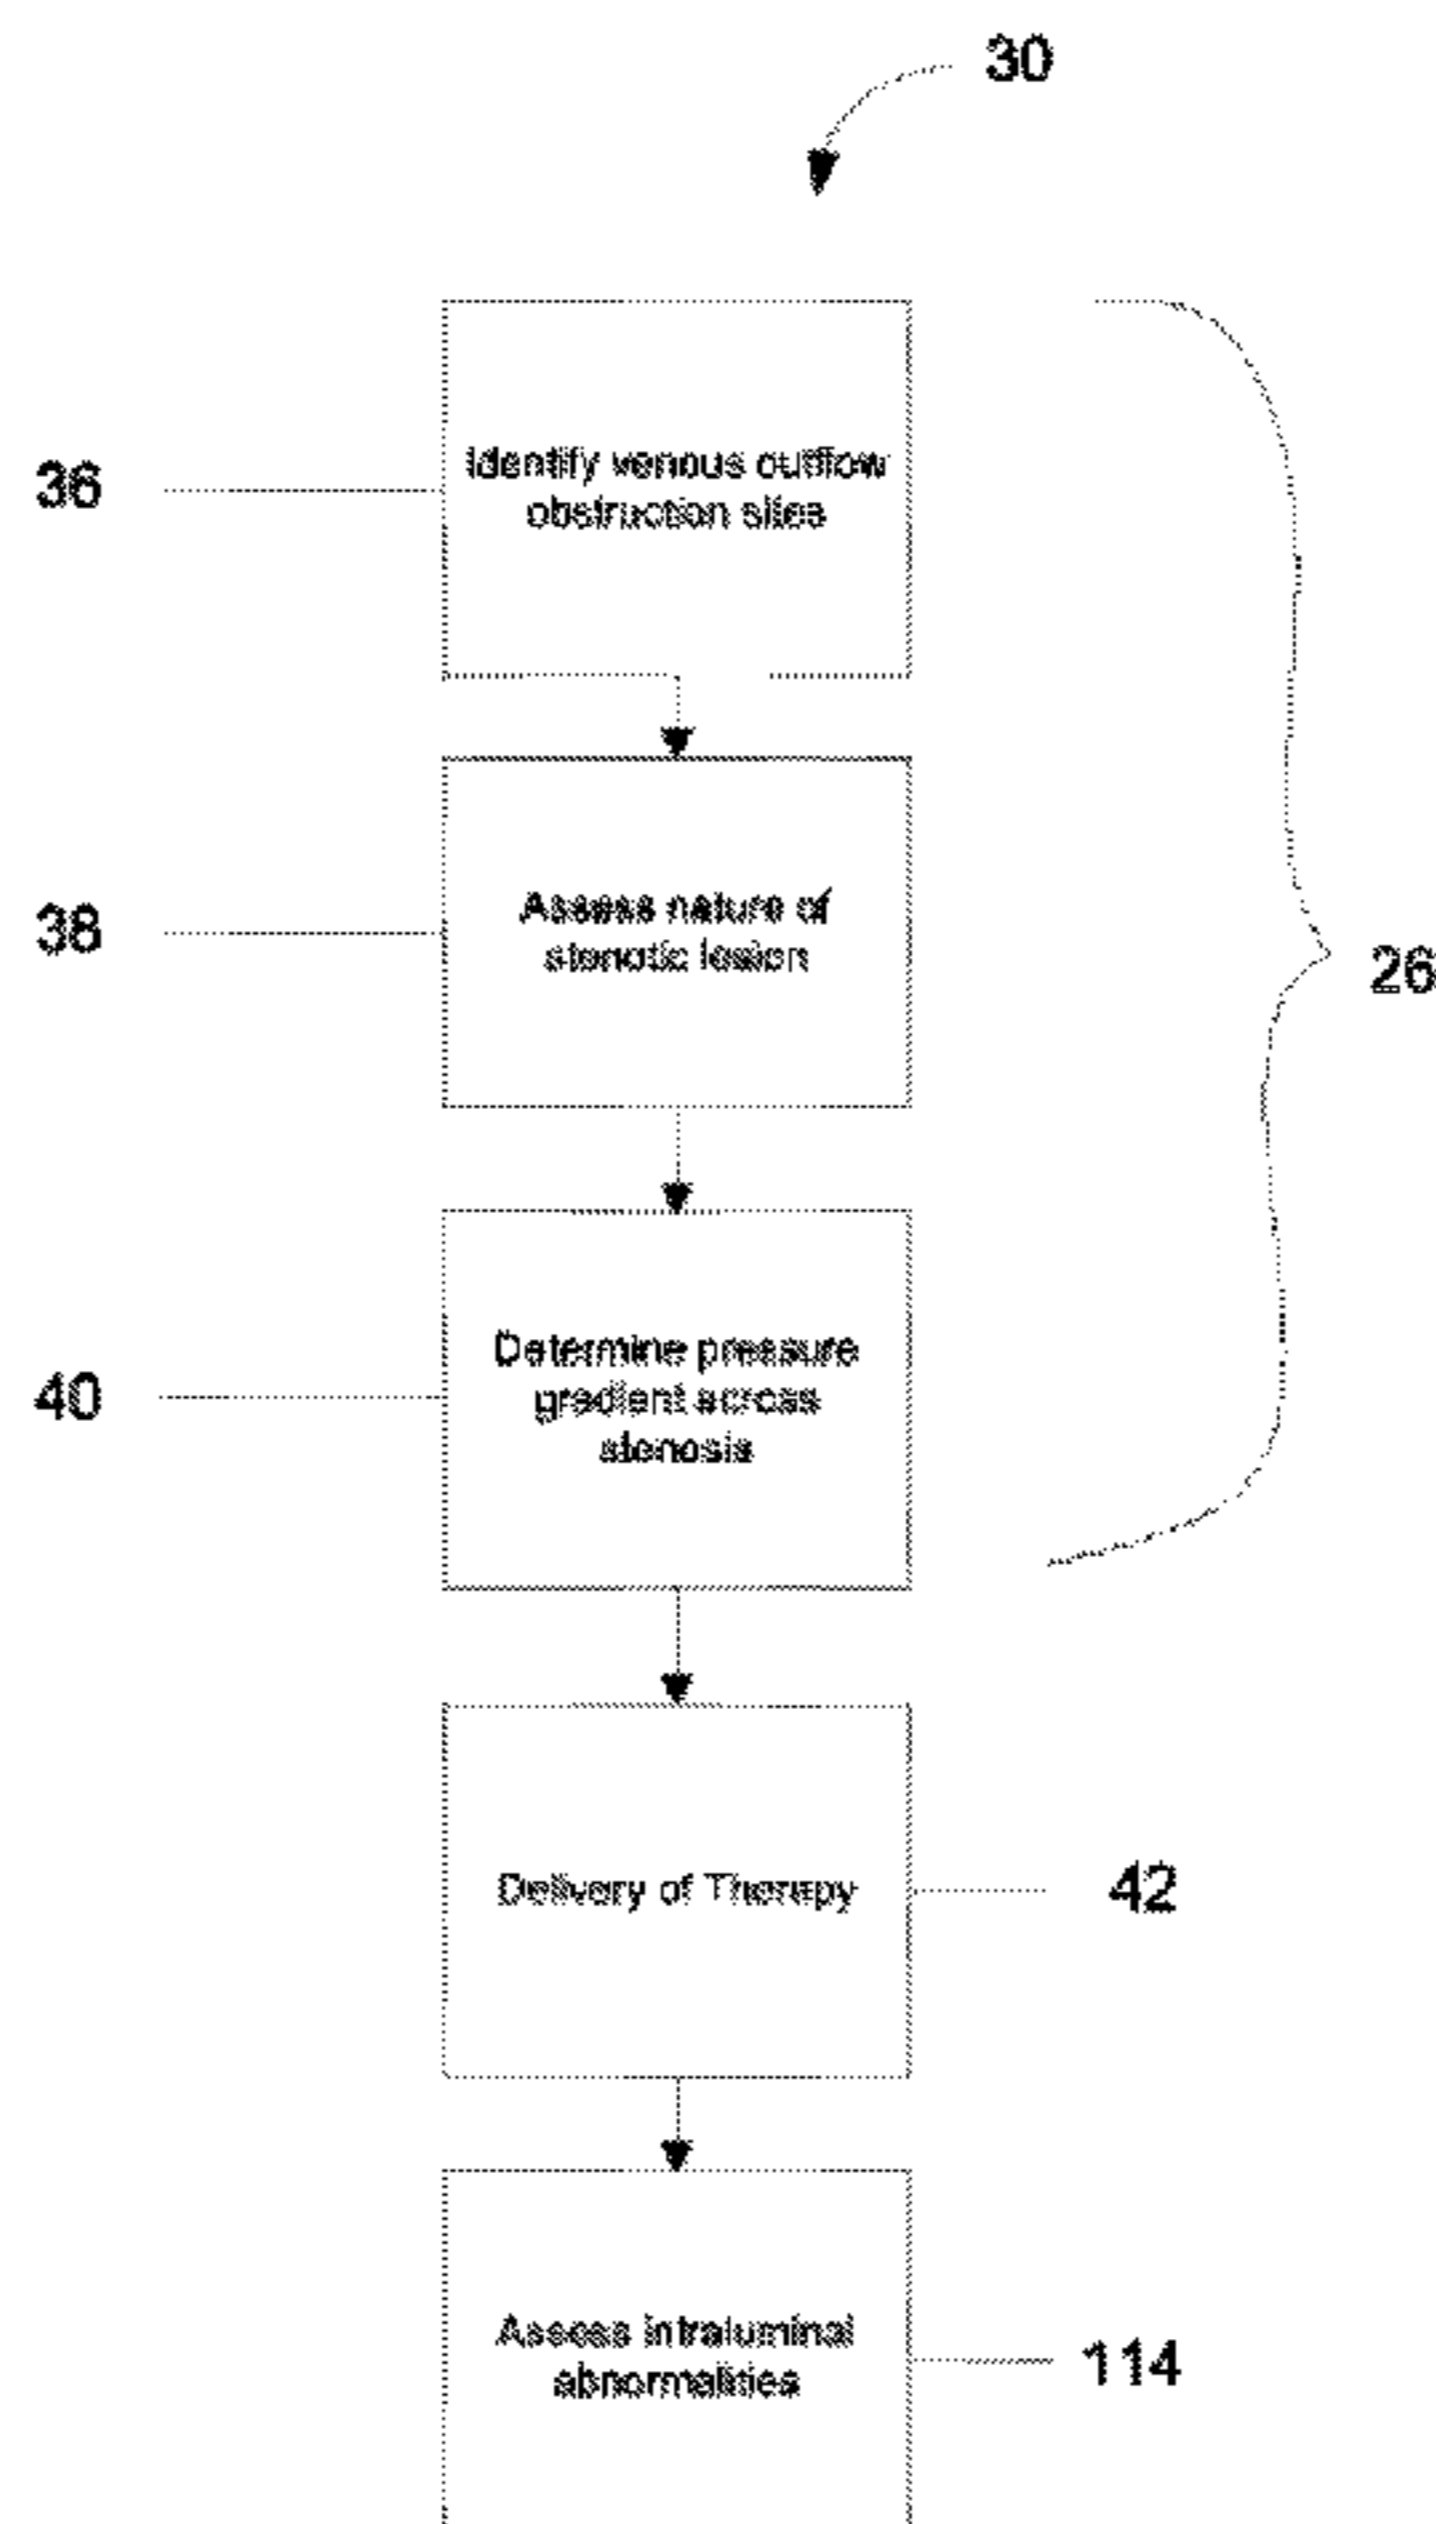 30
Identify venous outflow
obstruction sites
36
Assess nature of
stenotic lesion
38
26
Determine pressure
gradient across
stenosis
40
Delivery of Therapy
42
Assess intraluminal
abnormalities
114